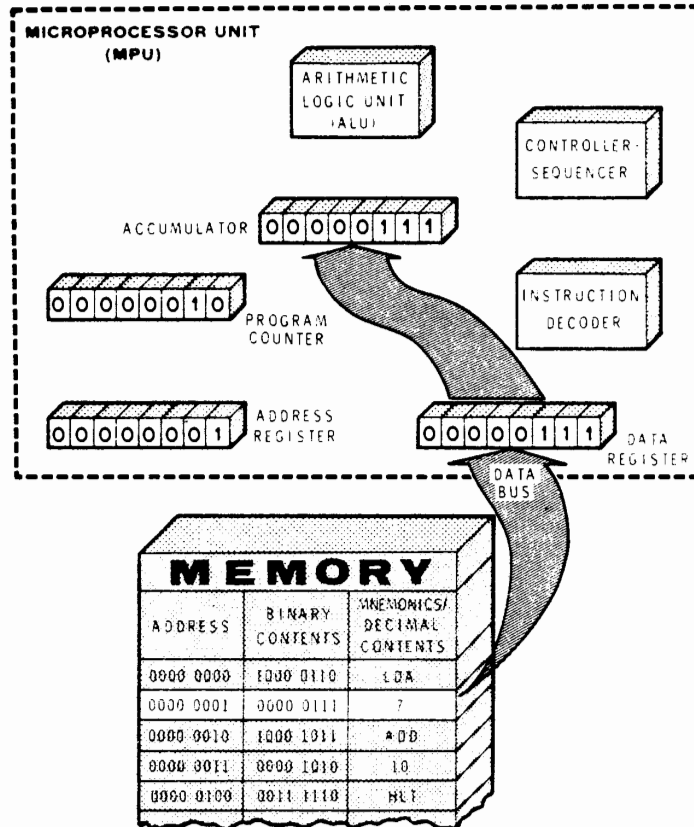 MICROPROCESSOR UNIT
(MPU)
ARITHMETIC
LOGIC UNIT
(ALU)
CONTROLLER-
SEQUENCER
ACCUMULATOR
0 0 0 0 0 1 1 1
0 0 0 0 0 0 1 0
PROGRAM
COUNTER
INSTRUCTION
DECODER
0 0 0 0 0 0 0 1
ADDRESS
REGISTER
0 0 0 0 0 1 1 1
DATA
REGISTER
DATA
BUS
MEMORY
ADDRESS
BINARY
CONTENTS
MNEMONICS/
DECIMAL
CONTENTS
0000 0000 1000 0110 LDA
0000 0001 0000 0111 7
0000 0010 1000 1011 ADD
0000 0011 0000 1010 10
0000 0100 0011 1110 HLT